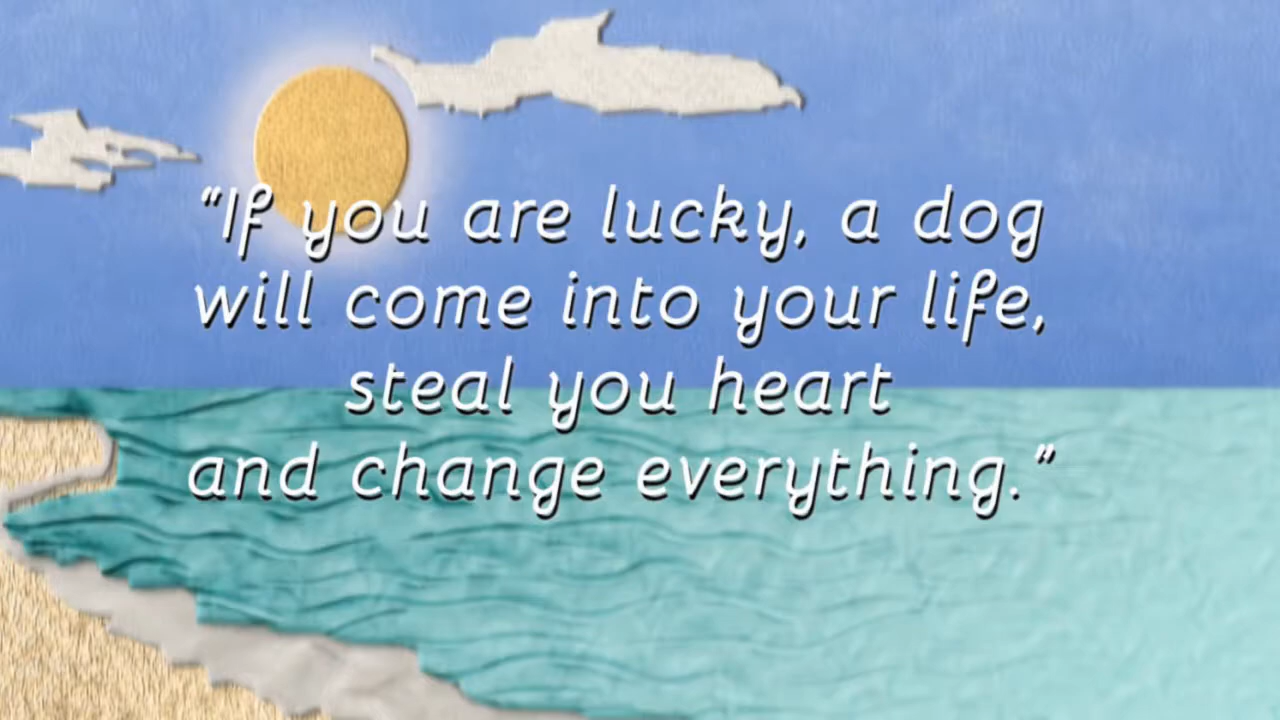 “If you are lucky, a dog
will come into your life,
steal you heart
and change everything.”